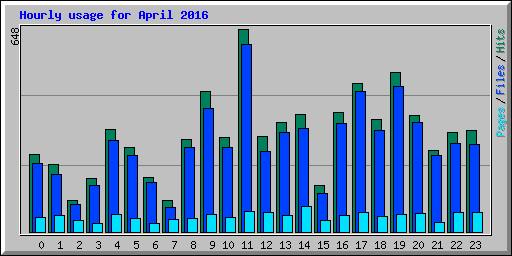 Hourly usage for April 2016
648
Pages/Files/Hits
0 1 2 3 4 5 6 7 8 9 10 11 12 13 14 15 16 17 18 19 20 21 22 23